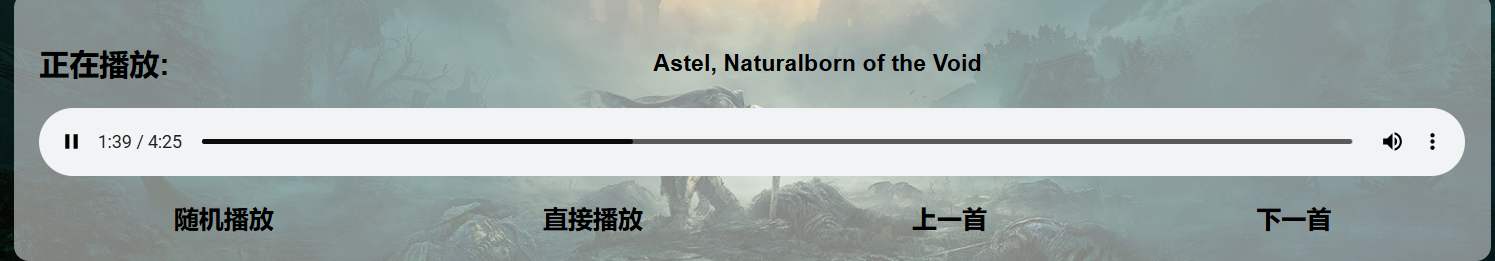 正在播放: Astel, Naturalborn of the Void
1:39 / 4:25
随机播放 直接播放 上一首 下一首